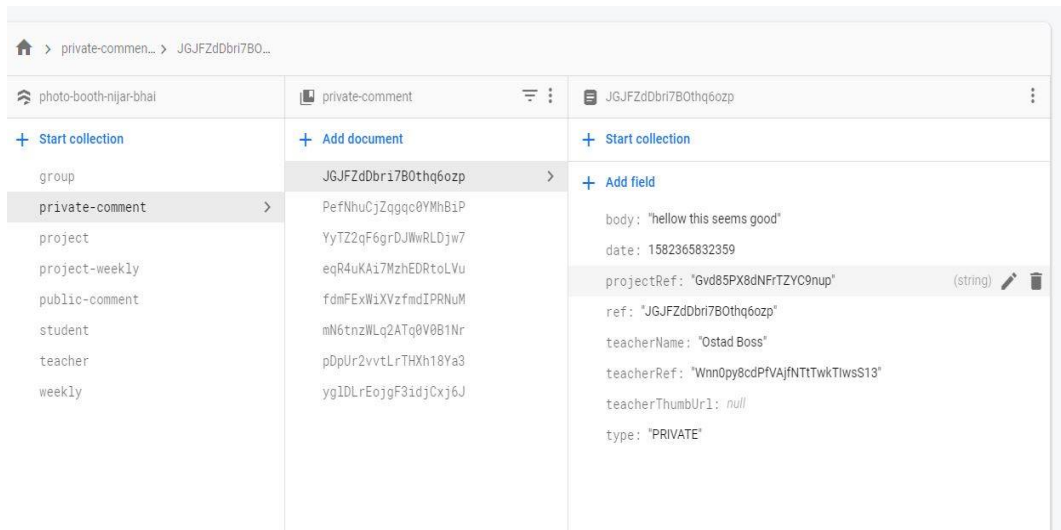 private-commen... > JGJFZdDbri7BO...
photo-booth-nijar-bhai
private-comment
JGJFZdDbri7BOthq6ozp
+ Start collection
+ Add document
+ Start collection
group
private-comment
project
project-weekly
public-comment
student
teacher
weekly
JGJFZdDbri7BOthq6ozp
PefNhuCjZqgqc0YMhBiP
YyTZ2qF6grDJWwRLDjw7
eqR4uKAi7MzhEDRtoLVu
fdmFExWiXVzfmdIPRNuM
mN6tnzWLq2ATq0V0B1Nr
pDpUr2vvtLrTHXh18Ya3
yglDLrEojgF3idjCxj6J
+ Add field
body: "hellow this seems good"
date: 1582365832359
projectRef: "Gvd85PX8dNFrTZYC9nup" (string)
ref: "JGJFZdDbri7BOthq6ozp"
teacherName: "Ostad Boss"
teacherRef: "Wnn0py8cdPfVAjfNTtTwkTIwsS13"
teacherThumbUrl: null
type: "PRIVATE"